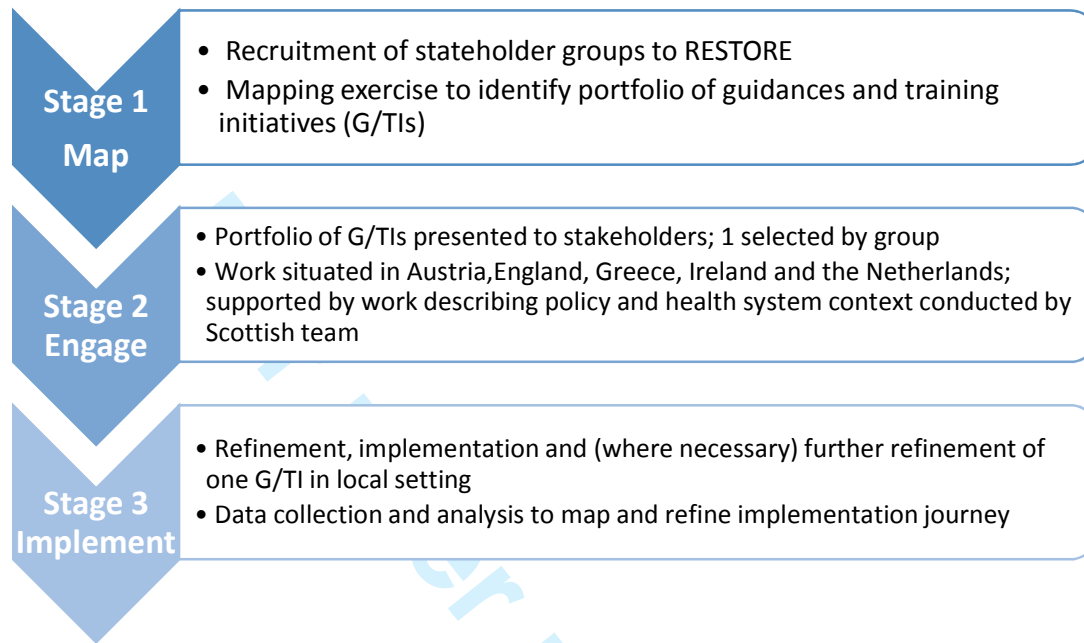 Stage 1
Map
• Recruitment of stateholder groups to RESTORE
• Mapping exercise to identify portfolio of guidances and training
initiatives (G/TIs)
Stage 2
Engage
• Portfolio of G/TIs presented to stakeholders; 1 selected by group
• Work situated in Austria,England, Greece, Ireland and the Netherlands;
supported by work describing policy and health system context conducted by
Scottish team
Stage 3
Implement
• Refinement, implementation and (where necessary) further refinement of
one G/TI in local setting
• Data collection and analysis to map and refine implementation journey